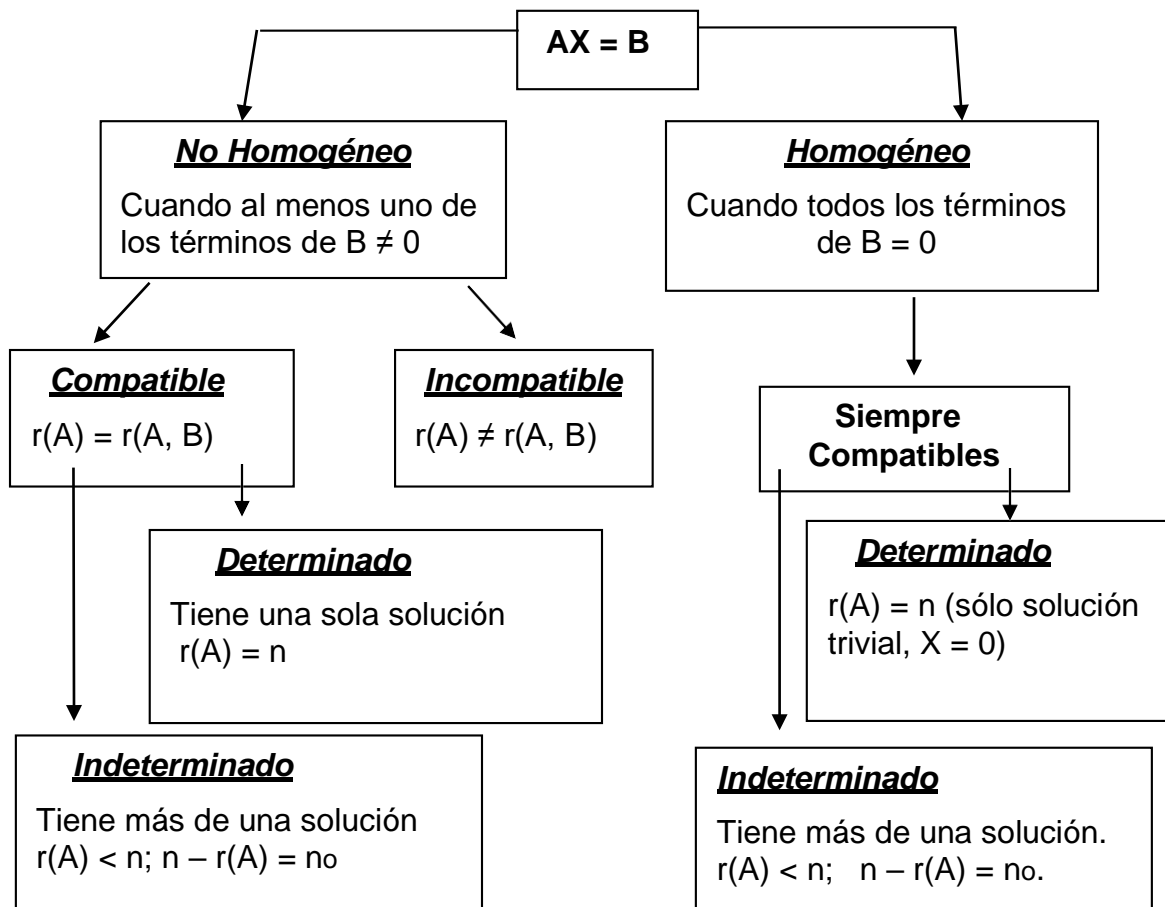 AX = B
No Homogéneo
Cuando al menos uno de
los términos de B ≠ 0
Homogéneo
Cuando todos los términos
de B = 0
Compatible
r(A) = r(A, B)
Incompatible
r(A) ≠ r(A, B)
Siempre
Compatibles
Determinado
Tiene una sola solución
r(A) = n
Determinado
r(A) = n (sólo solución
trivial, X = 0)
Indeterminado
Tiene más de una solución
r(A) < n; n – r(A) = no
Indeterminado
Tiene más de una solución.
r(A) < n; n – r(A) = no.